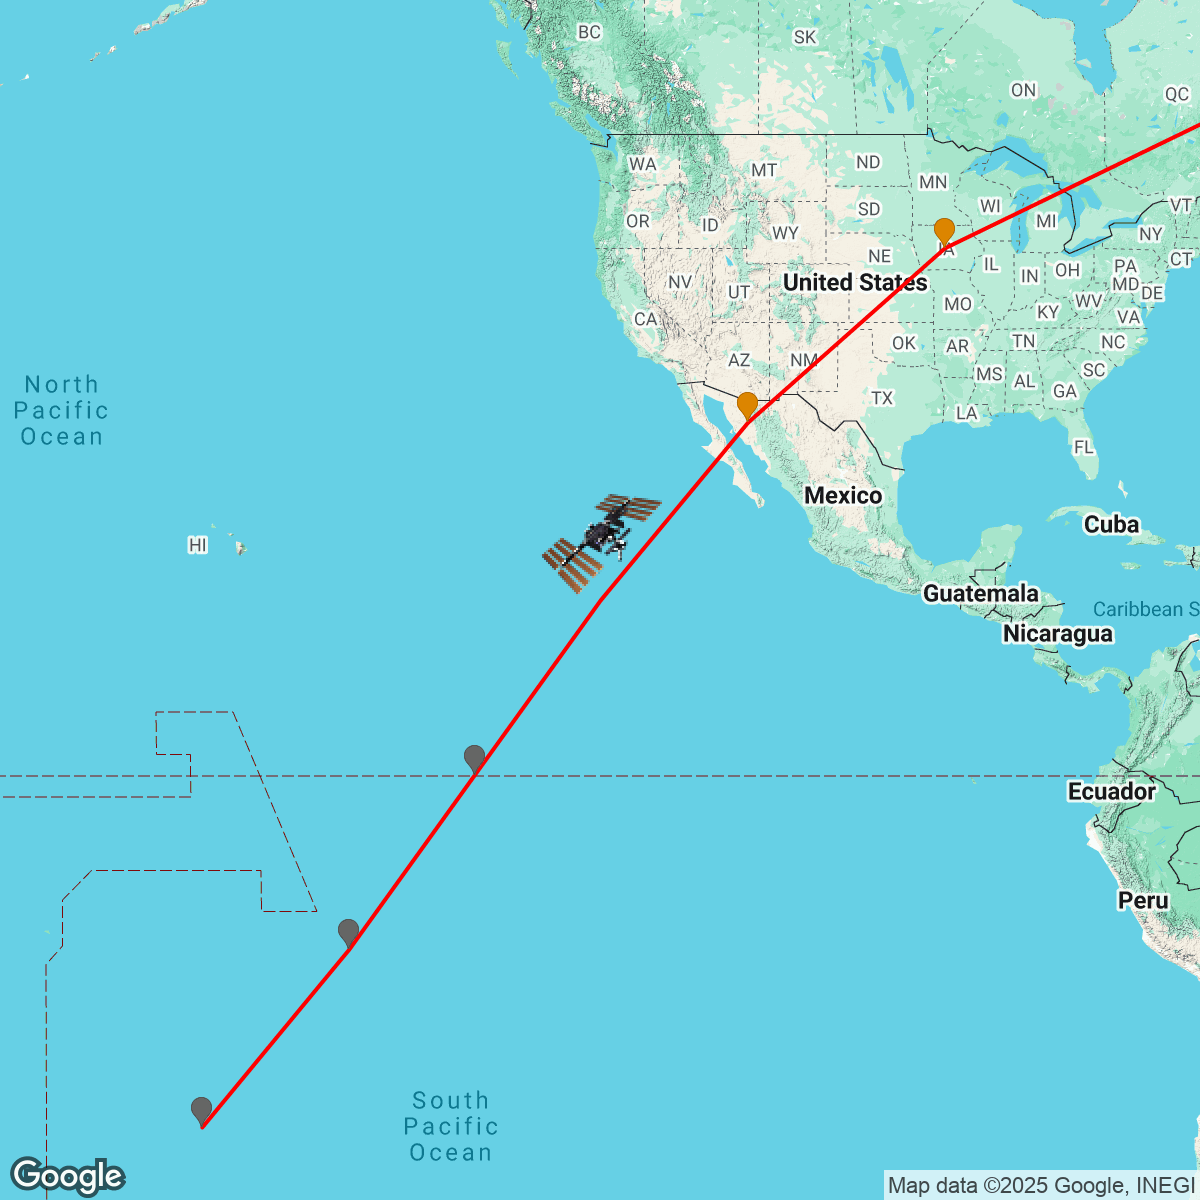 BC
SK
ON
QC
WA
MT
ND
MN
OR
ID
WY
SD
WI
MI
VT
NY
NV
UT
NE
IA
IL
IN
OH
PA
CT
MD
DE
United States
CA
MO
KY
WV
VA
AZ
NM
OK
AR
TN
NC
MS
AL
SC
GA
TX
LA
FL
North
Pacific
Ocean
Mexico
Cuba
HI
Guatemala
Caribbean S
Nicaragua
Ecuador
Peru
South
Pacific
Ocean
Google
Map data ©2025 Google, INEGI